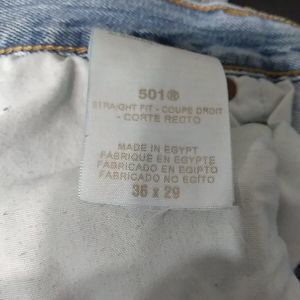 501®
STRAIGHT FIT - COUPE DROIT
- CORTE RECTO
MADE IN EGYPT
FABRIQUE EN EGYPTE
FABRICADO EN EGIPTO
FABRICADO NO EGITO
36 x 29